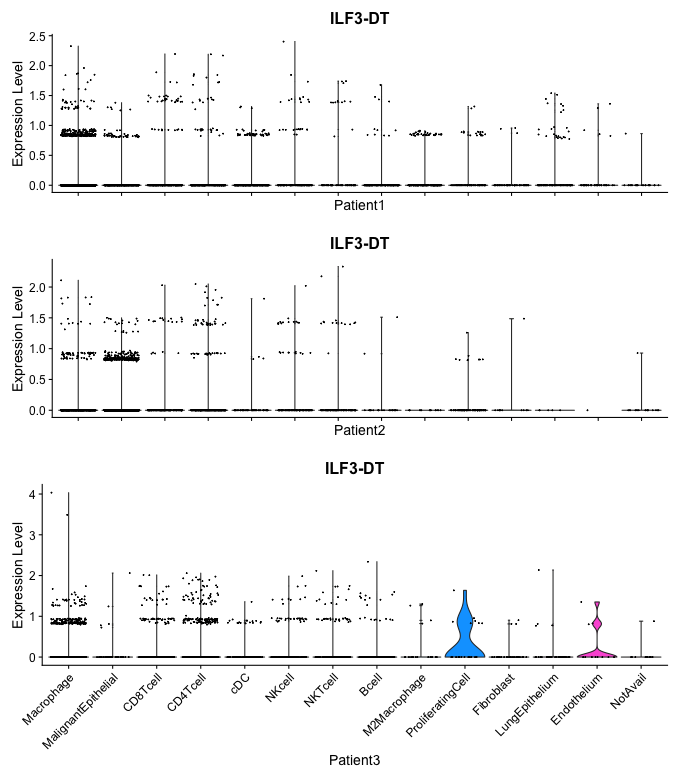 ILF3-DT
Expression Level
2.5
2.0
1.5
1.0
0.5
0.0
Patient1
ILF3-DT
Expression Level
2.0
1.5
1.0
0.5
0.0
Patient2
ILF3-DT
Expression Level
4
3
2
1
0
Macrophage
MalignantEpithelial
CD8Tcell
CD4Tcell
cDC
NKcell
NKTcell
Bcell
M2Macrophage
ProliferatingCell
Fibroblast
LungEpithelium
Endothelium
NotAvail
Patient3